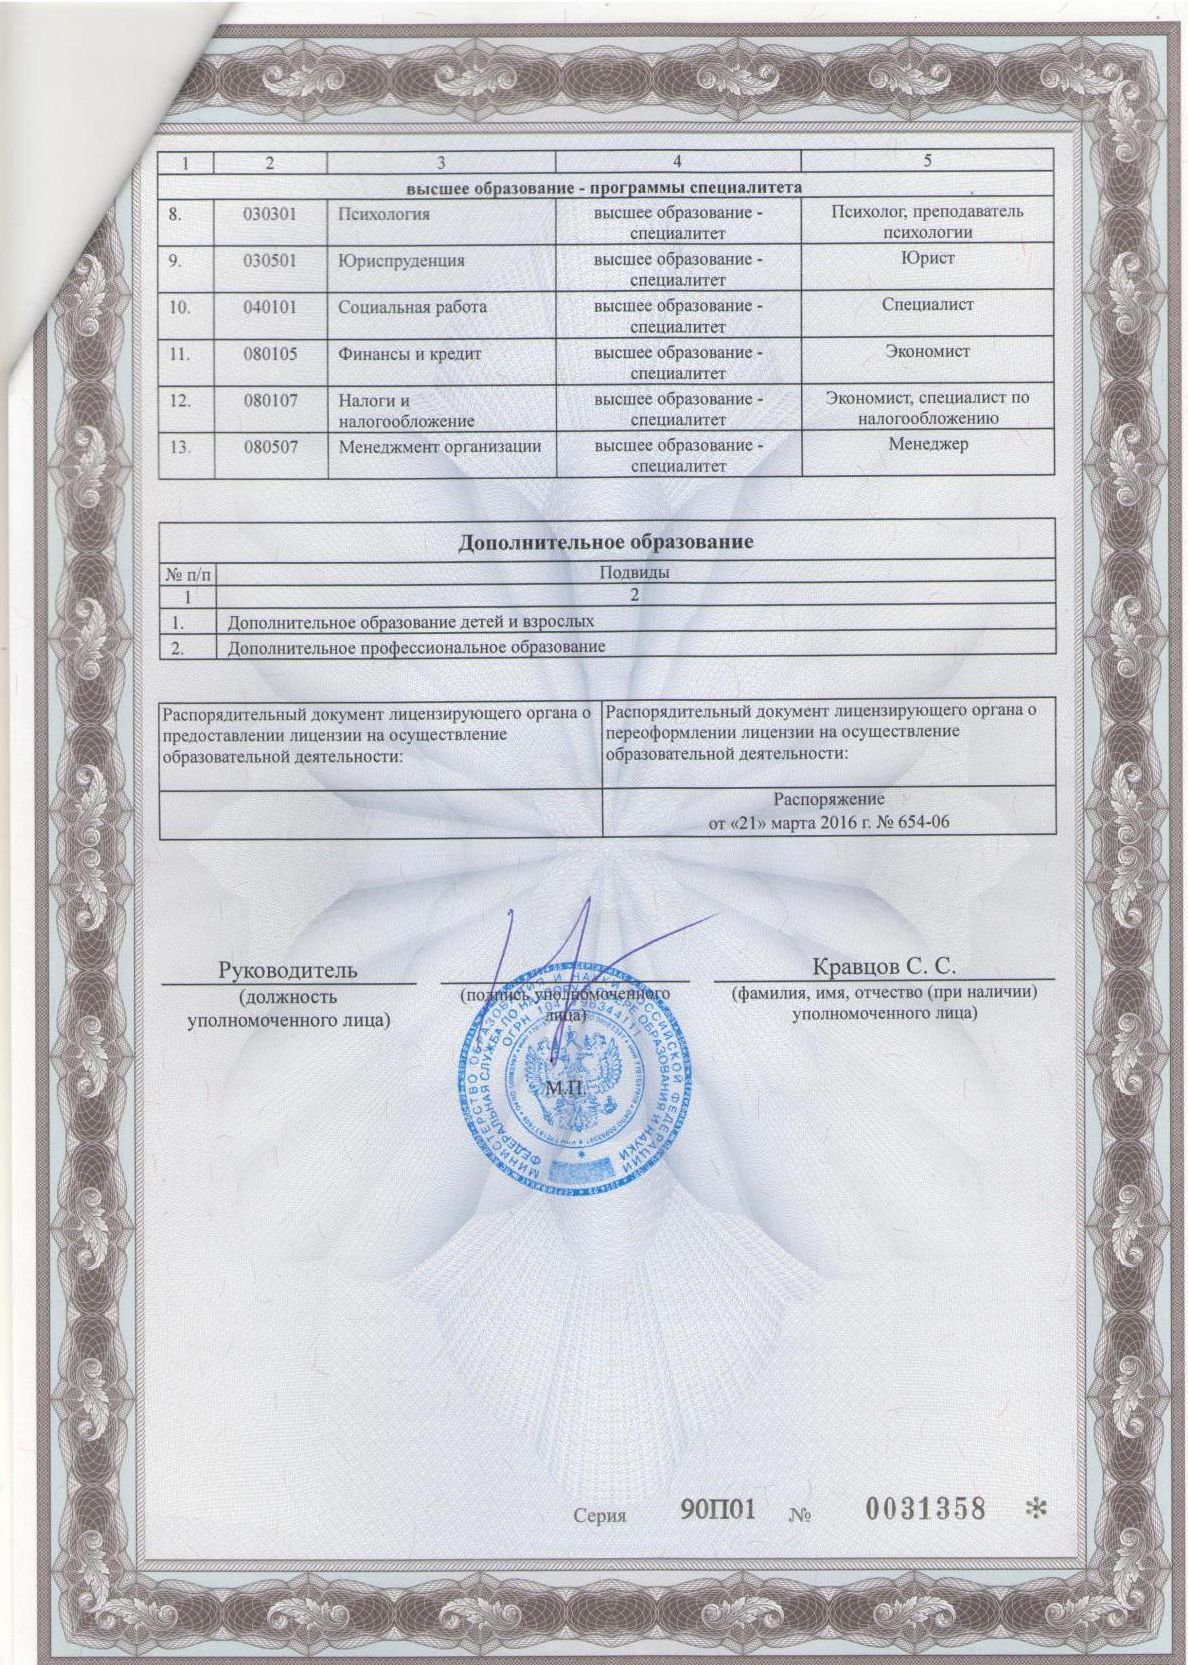 1 2 3 4 5
высшее образование - программы специалитета
8. 030301 Психология высшее образование - Психолог, преподаватель
специалитет психологии
9. 030501 Юриспруденция высшее образование - Юрист
специалитет
10. 040101 Социальная работа высшее образование - Специалист
специалитет
11. 080105 Финансы и кредит высшее образование - Экономист
специалитет
12. 080107 Налоги и высшее образование - Экономист, специалист по
налогообложение специалитет налогообложению
13. 080507 Менеджмент организации высшее образование - Менеджер
специалитет
Дополнительное образование
№ п/п Подвиды
1 2
1. Дополнительное образование детей и взрослых
2. Дополнительное профессиональное образование
Распорядительный документ лицензирующего органа о
предоставлении лицензии на осуществление
образовательной деятельности:
Распорядительный документ лицензирующего органа о
переоформлении лицензии на осуществление
образовательной деятельности:
Распоряжение
от «21» марта 2016 г. № 654-06
Руководитель
(должность
уполномоченного лица)
(подпись уполномоченного
лица)
Кравцов С. С.
(фамилия, имя, отчество (при наличии)
уполномоченного лица)
М.П.
МИНИСТЕРСТВО ОБРАЗОВАНИЯ И НАУКИ РОССИЙСКОЙ ФЕДЕРАЦИИ
ФЕДЕРАЛЬНАЯ СЛУЖБА ПО НАДЗОРУ В СФЕРЕ ОБРАЗОВАНИЯ И НАУКИ
ОГРН
Серия 90П01 № 0031358 *